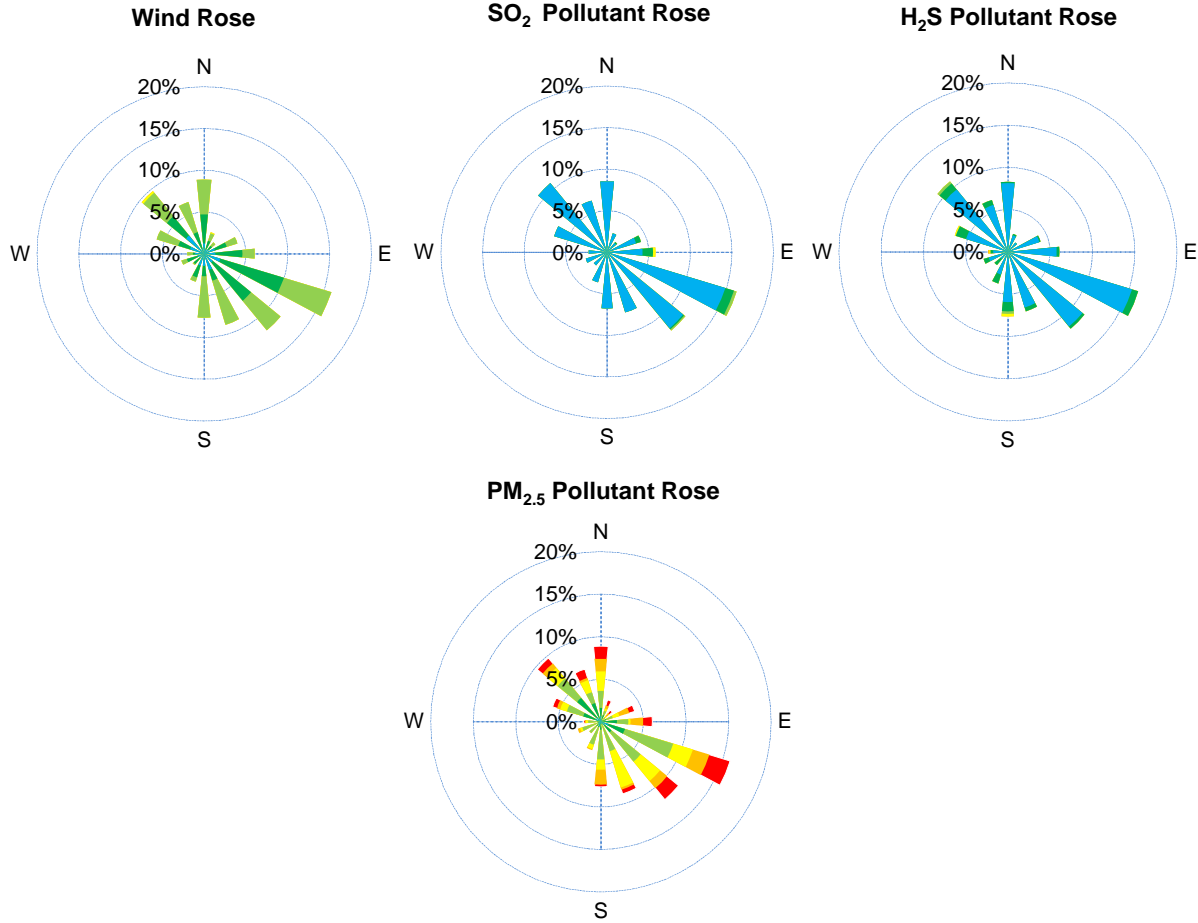 Wind Rose
N
20%
15%
10%
5%
0%
W
E
S
SO₂ Pollutant Rose
N
20%
15%
10%
5%
0%
S
H₂S Pollutant Rose
N
20%
15%
10%
5%
0%
W
E
S
PM₂.₅ Pollutant Rose
N
20%
15%
10%
5%
0%
W
E
S